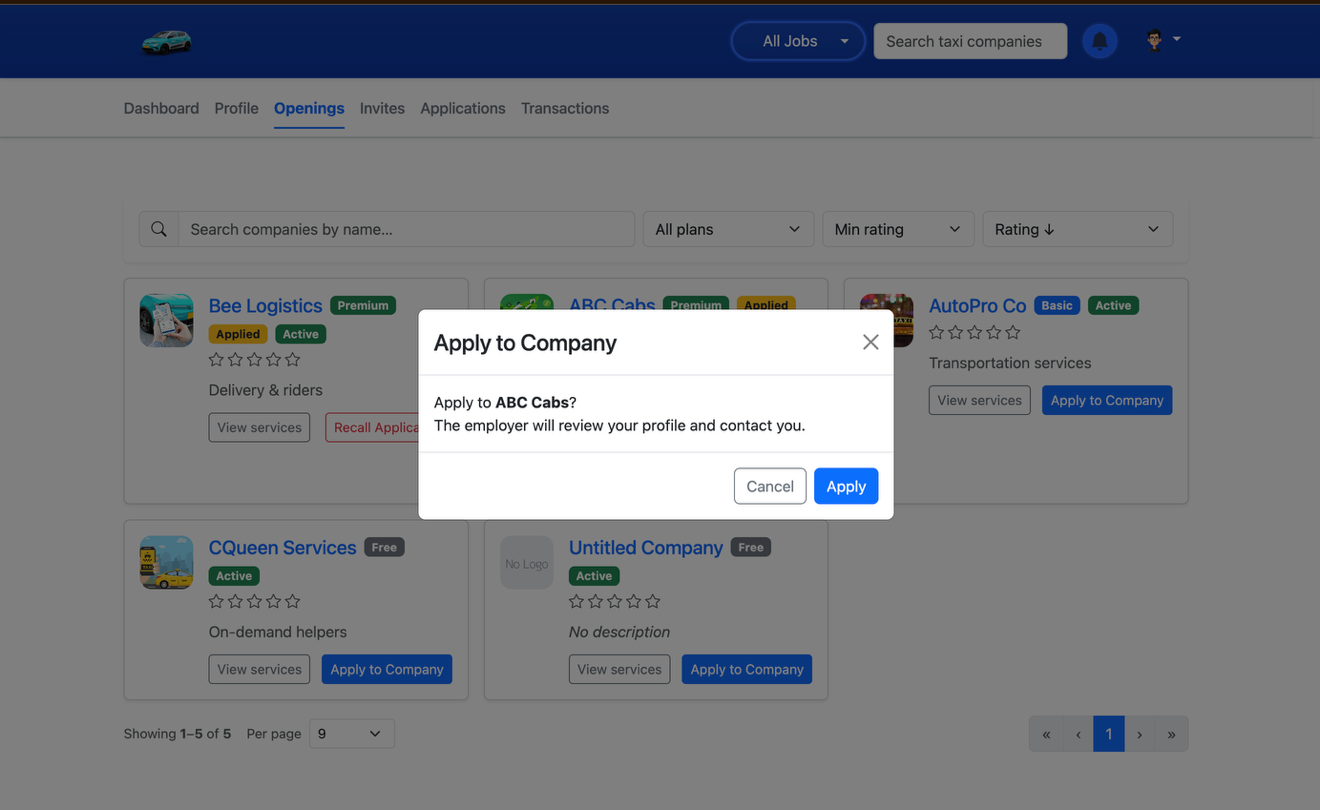 All Jobs
Search taxi companies
Dashboard Profile Openings Invites Applications Transactions
Search companies by name...
All plans
Min rating
Rating ↓
Bee Logistics Premium
Applied Active
Delivery & riders
View services Recall Applica
ABC Cabs Premium Applied
AutoPro Co Basic Active
Transportation services
View services Apply to Company
Apply to Company
Apply to ABC Cabs?
The employer will review your profile and contact you.
Cancel Apply
CQueen Services Free
Active
On-demand helpers
View services Apply to Company
No Logo
Untitled Company Free
Active
No description
View services Apply to Company
Showing 1–5 of 5 Per page 9
« ‹ 1 › »